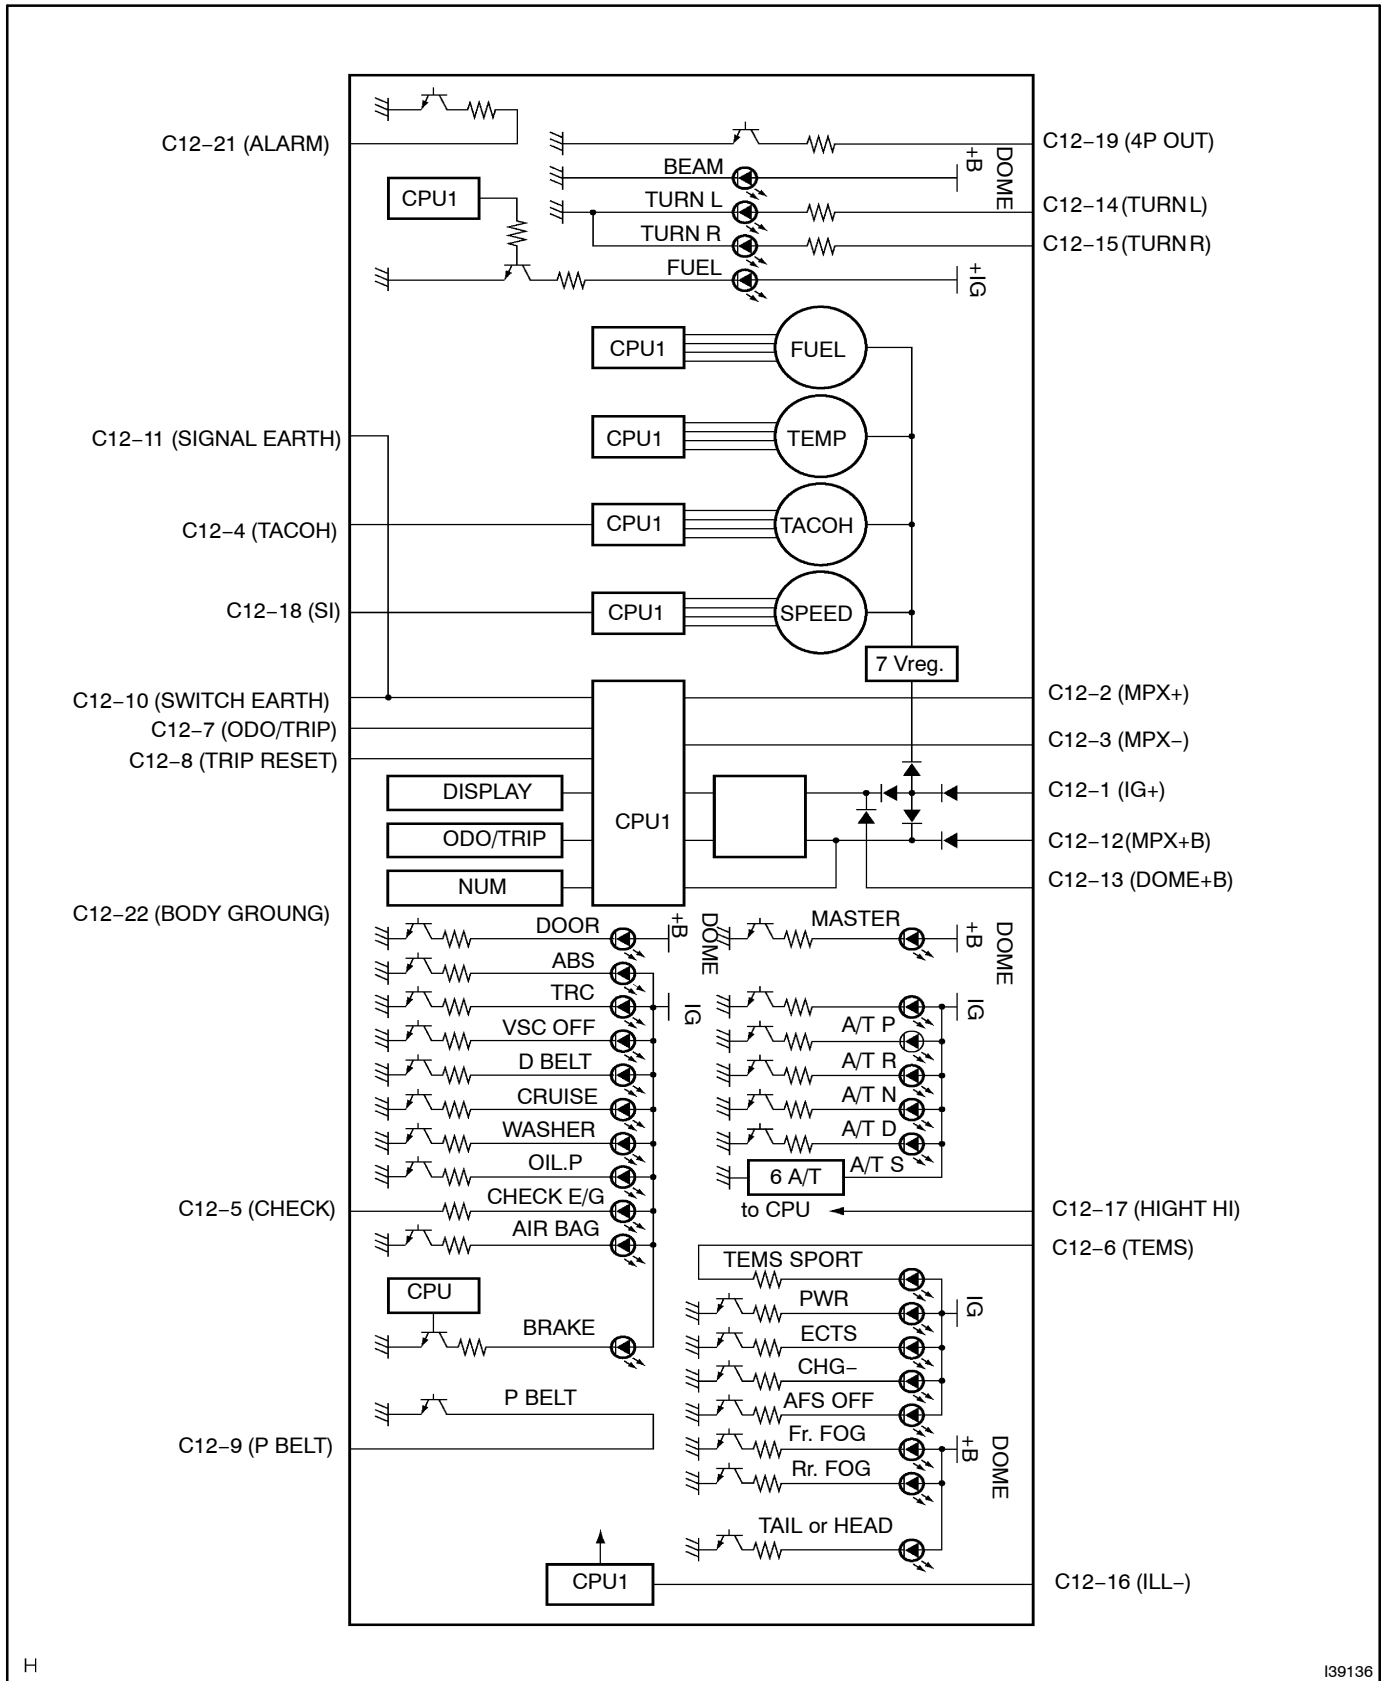 C12−21 (ALARM)
C12−19 (4P OUT)
BEAM
+B
DOME
CPU1
TURN L
C12−14 (TURN L)
TURN R
C12−15 (TURN R)
FUEL
+IG
CPU1
FUEL
C12−11 (SIGNAL EARTH)
CPU1
TEMP
C12−4 (TACOH)
CPU1
TACOH
C12−18 (SI)
CPU1
SPEED
7 Vreg.
C12−10 (SWITCH EARTH)
C12−2 (MPX+)
C12−7 (ODO/TRIP)
C12−3 (MPX−)
C12−8 (TRIP RESET)
DISPLAY
C12−1 (IG+)
CPU1
ODO/TRIP
C12−12(MPX+B)
NUM
C12−13 (DOME+B)
C12−22 (BODY GROUNG)
DOOR
+B
DOME
MASTER
+B
DOME
ABS
TRC
IG
IG
VSC OFF
A/T P
D BELT
A/T R
CRUISE
A/T N
WASHER
A/T D
OIL.P
A/T S
6 A/T
CHECK E/G
C12−5 (CHECK)
to CPU
C12−17 (HIGHT HI)
AIR BAG
C12−6 (TEMS)
TEMS SPORT
CPU
PWR
IG
BRAKE
ECTS
CHG−
P BELT
AFS OFF
C12−9 (P BELT)
Fr. FOG
+B
DOME
Rr. FOG
TAIL or HEAD
CPU1
C12−16 (ILL−)
H
I39136